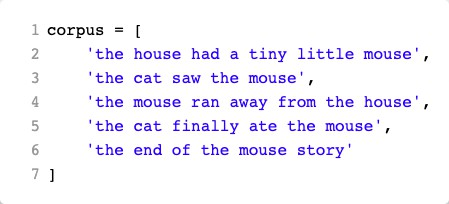 1 corpus = [
2     'the house had a tiny little mouse',
3     'the cat saw the mouse',
4     'the mouse ran away from the house',
5     'the cat finally ate the mouse',
6     'the end of the mouse story'
7 ]